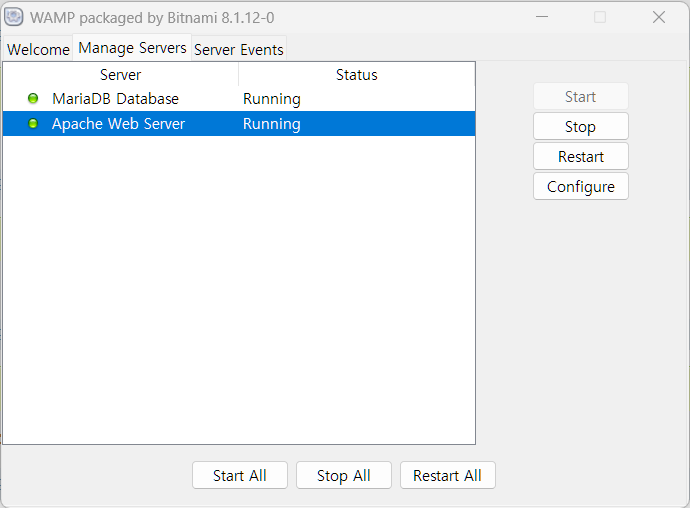 WAMP packaged by Bitnami 8.1.12-0
Welcome Manage Servers Server Events
Server Status
MariaDB Database Running
Apache Web Server Running
Start
Stop
Restart
Configure
Start All Stop All Restart All